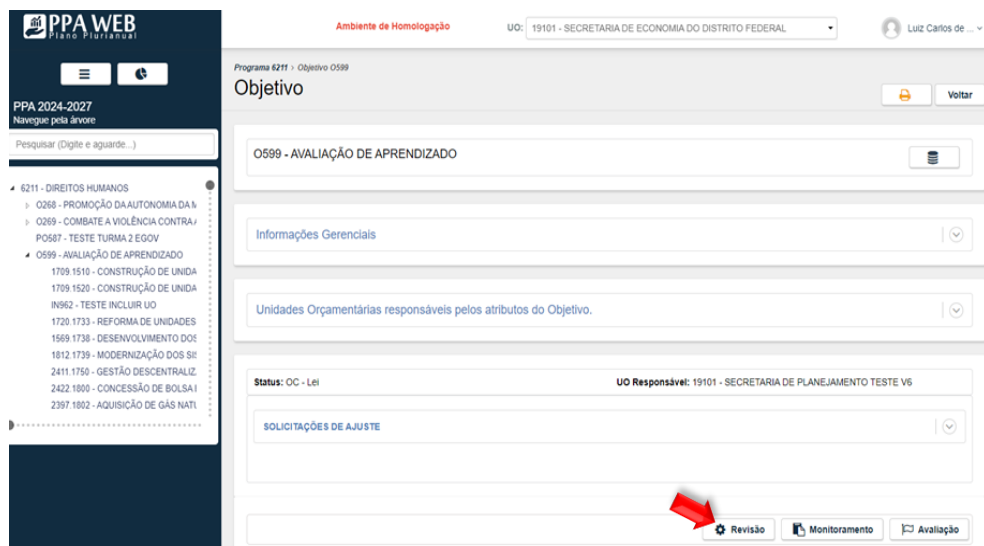 PPA WEB
Plano Plurianual
Ambiente de Homologação
UO: 19101 - SECRETARIA DE ECONOMIA DO DISTRITO FEDERAL
Luiz Carlos de ...
PPA 2024-2027
Navegue pela árvore
Pesquisar (Digite e aguarde...)
6211 - DIREITOS HUMANOS
O268 - PROMOÇÃO DA AUTONOMIA DA M
O269 - COMBATE A VIOLÊNCIA CONTRA A
PO587 - TESTE TURMA 2 EGOV
O599 - AVALIAÇÃO DE APRENDIZADO
1709.1510 - CONSTRUÇÃO DE UNIDA
1709.1520 - CONSTRUÇÃO DE UNIDA
IN962 - TESTE INCLUIR UO
1720.1733 - REFORMA DE UNIDADES
1569.1738 - DESENVOLVIMENTO DOS
1812.1739 - MODERNIZAÇÃO DOS SIS
2411.1750 - GESTÃO DESCENTRALIZ.
2422.1800 - CONCESSÃO DE BOLSA I
2397.1802 - AQUISIÇÃO DE GÁS NATU
Programa 6211 > Objetivo O599
Objetivo
Voltar
O599 - AVALIAÇÃO DE APRENDIZADO
Informações Gerenciais
Unidades Orçamentárias responsáveis pelos atributos do Objetivo.
Status: OC - Lei
UO Responsável: 19101 - SECRETARIA DE PLANEJAMENTO TESTE V6
SOLICITAÇÕES DE AJUSTE
Revisão
Monitoramento
Avaliação